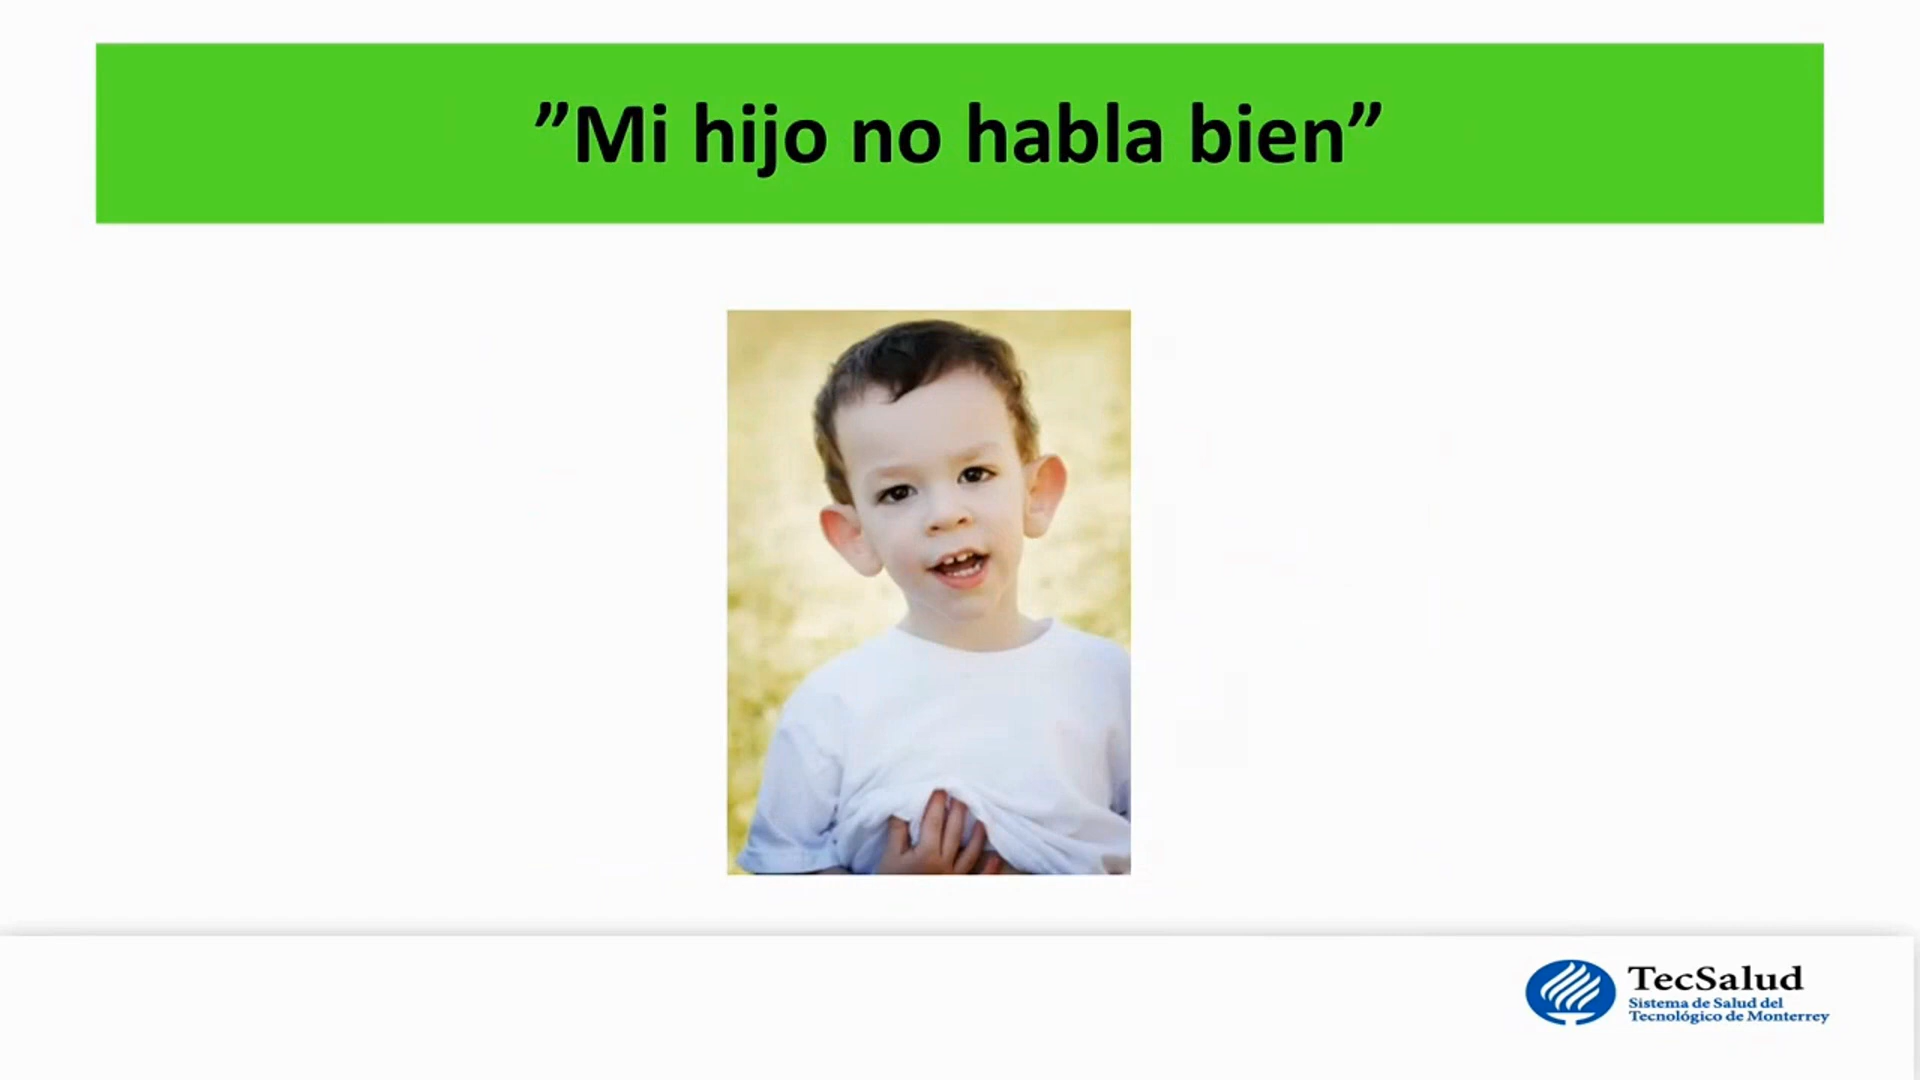 ”Mi hijo no habla bien”
TecSalud
Sistema de Salud del
Tecnológico de Monterrey